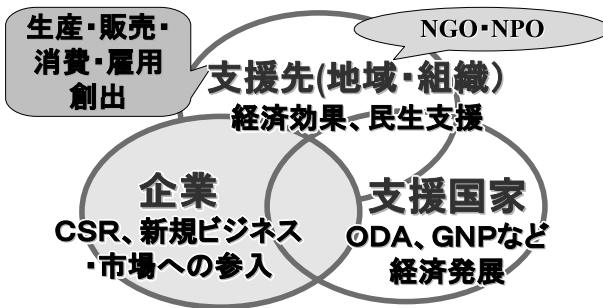 生産・販売・
消費・雇用
創出
NGO・NPO
支援先(地域・組織)
経済効果、民生支援
企業
CSR、新規ビジネス
・市場への参入
支援国家
ODA、GNPなど
経済発展